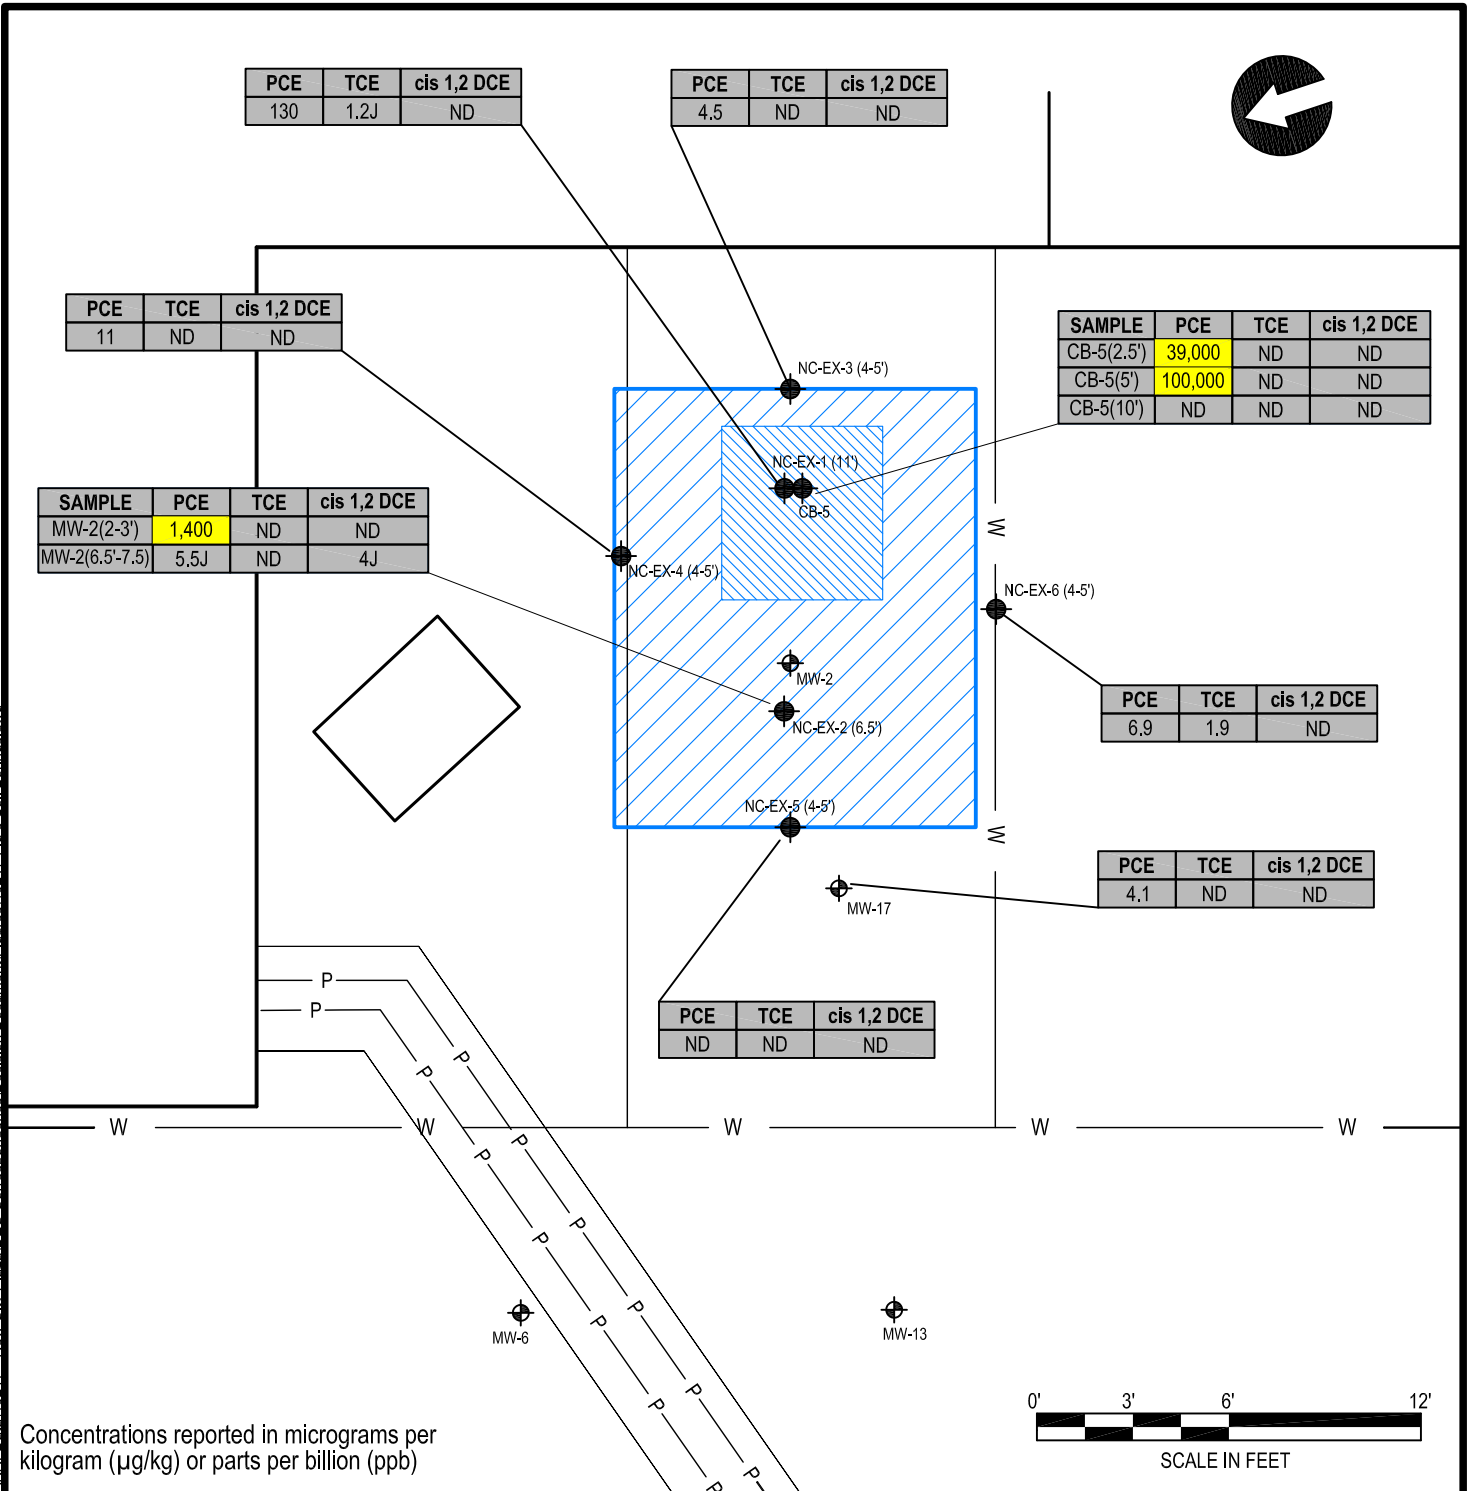 PCE TCE cis 1,2 DCE
130 1.2J ND
PCE TCE cis 1,2 DCE
4.5 ND ND
PCE TCE cis 1,2 DCE
11 ND ND
SAMPLE PCE TCE cis 1,2 DCE
CB-5(2.5') 39,000 ND ND
CB-5(5') 100,000 ND ND
CB-5(10') ND ND ND
NC-EX-3 (4-5')
NC-EX-1 (11')
CB-5
SAMPLE PCE TCE cis 1,2 DCE
MW-2(2-3') 1,400 ND ND
MW-2(6.5'-7.5) 5.5J ND 4J
W
NC-EX-4 (4-5')
NC-EX-6 (4-5')
MW-2
NC-EX-2 (6.5')
PCE TCE cis 1,2 DCE
6.9 1.9 ND
NC-EX-5 (4-5')
W
PCE TCE cis 1,2 DCE
4.1 ND ND
MW-17
P
P
PCE TCE cis 1,2 DCE
ND ND ND
P
P
W W W W W
P
P
P
P
MW-6
MW-13
P
P
P
P
P
P
0' 3' 6' 12'
SCALE IN FEET
Concentrations reported in micrograms per
kilogram (µg/kg) or parts per billion (ppb)